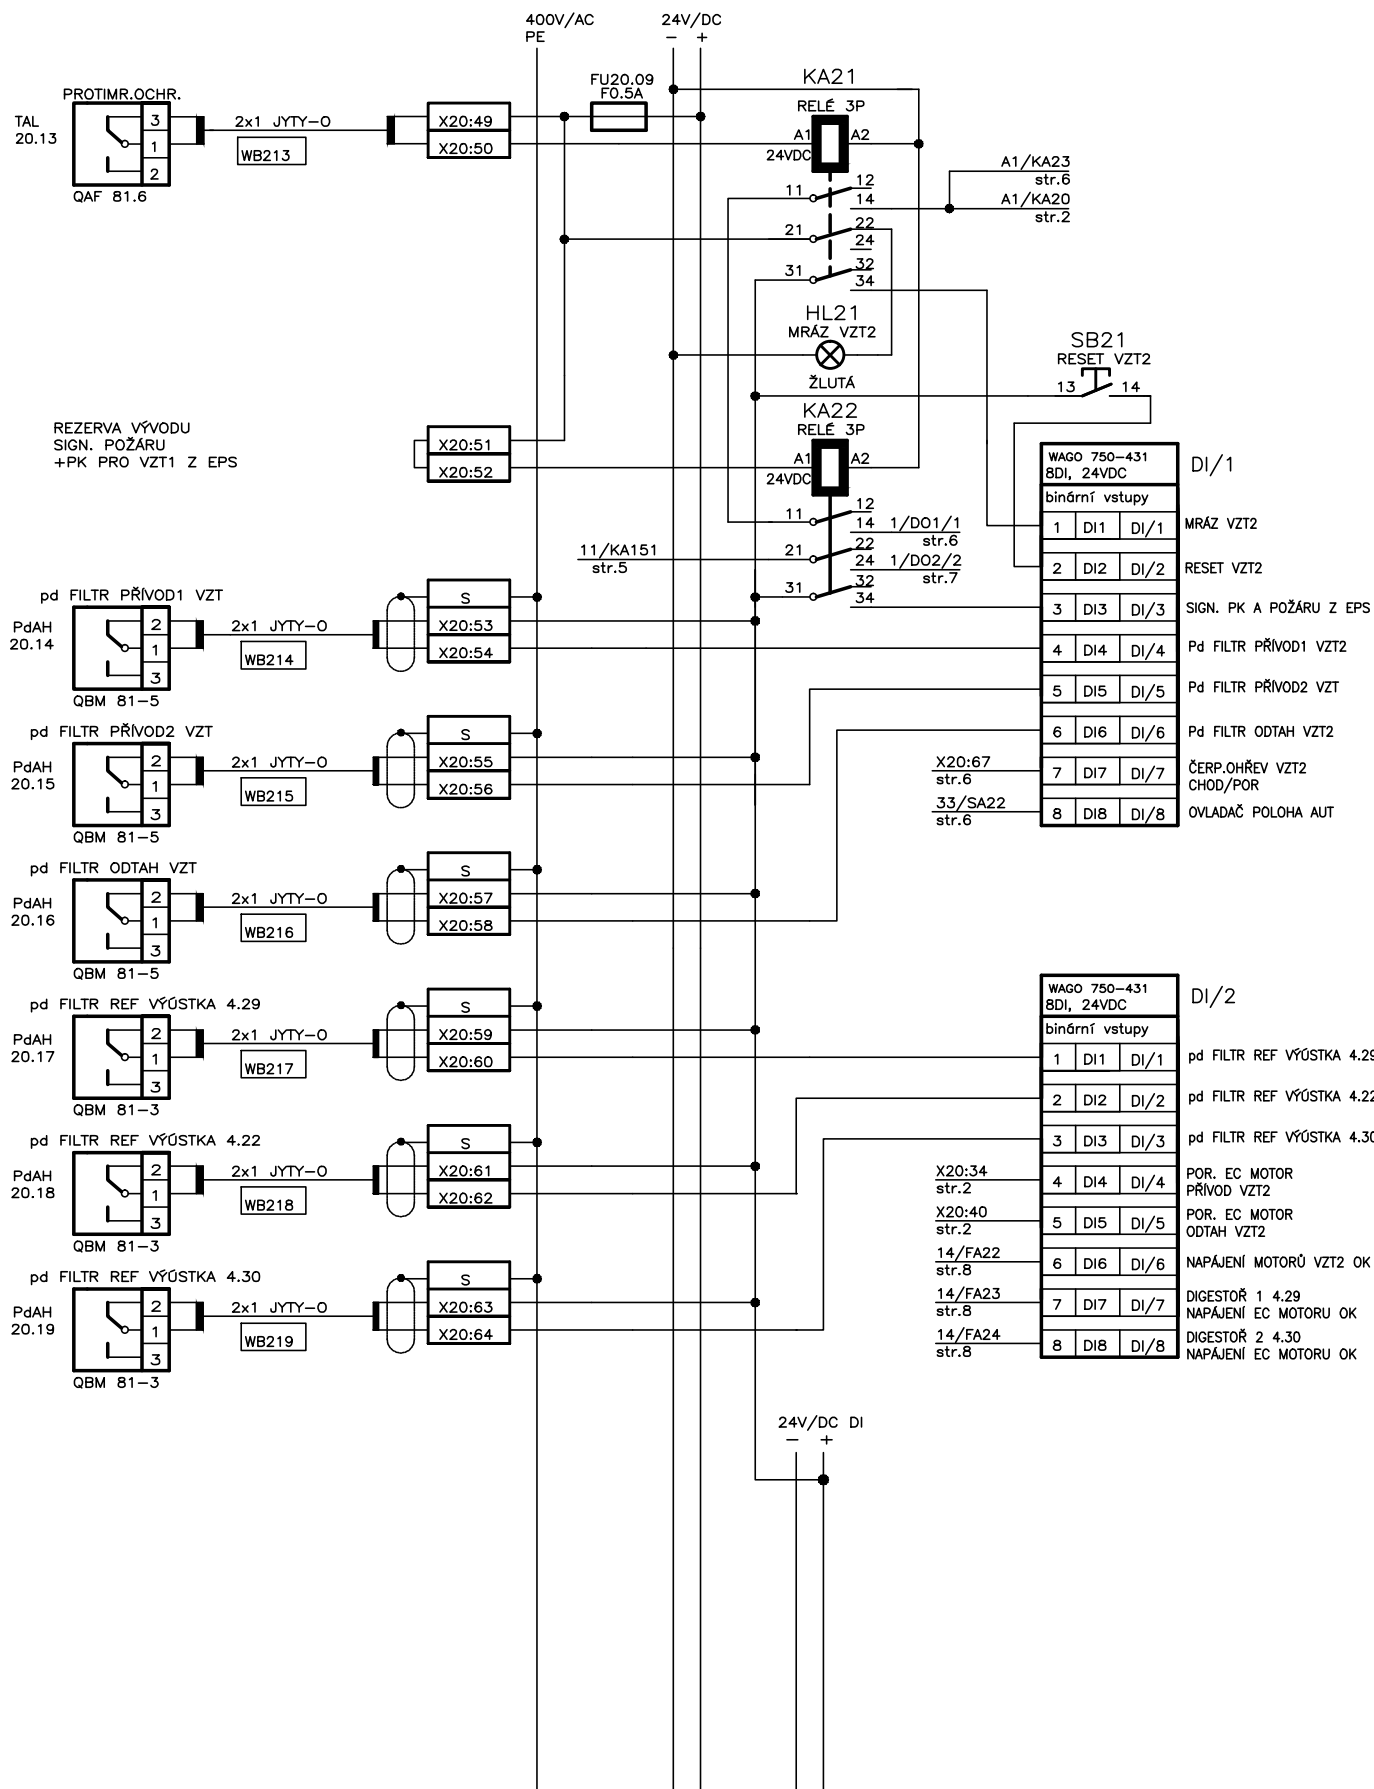 400V/AC
PE
24V/DC
− +
PROTIMR.OCHR.
TAL
20.13
3
1
2
QAF 81.6
2x1 JYTY-O
WB213
X20:49
X20:50
FU20.09
F0.5A
KA21
RELÉ 3P
A1 A2
24VDC
11 12
14
21 22
24
31 32
34
A1/KA23
str.6
A1/KA20
str.2
HL21
MRÁZ VZT2
ŽLUTÁ
SB21
RESET VZT2
13 14
REZERVA VÝVODU
SIGN. POŽÁRU
+PK PRO VZT1 Z EPS
X20:51
X20:52
KA22
RELÉ 3P
A1 A2
24VDC
11 12
14 1/DO1/1
str.6
11/KA151
str.5
21 22
24 1/DO2/2
str.7
31 32
34
WAGO 750-431
8DI, 24VDC
DI/1
binární vstupy
1 DI1 DI/1 MRÁZ VZT2
2 DI2 DI/2 RESET VZT2
3 DI3 DI/3 SIGN. PK A POŽÁRU Z EPS
4 DI4 DI/4 Pd FILTR PŘÍVOD1 VZT2
5 DI5 DI/5 Pd FILTR PŘÍVOD2 VZT
6 DI6 DI/6 Pd FILTR ODTAH VZT2
X20:67
str.6
7 DI7 DI/7 ČERP.OHŘEV VZT2
CHOD/POR
33/SA22
str.6
8 DI8 DI/8 OVLADAČ POLOHA AUT
pd FILTR PŘÍVOD1 VZT
PdAH
20.14
2
1
3
QBM 81-5
2x1 JYTY-O
WB214
S
X20:53
X20:54
pd FILTR PŘÍVOD2 VZT
PdAH
20.15
2
1
3
QBM 81-5
2x1 JYTY-O
WB215
S
X20:55
X20:56
pd FILTR ODTAH VZT
PdAH
20.16
2
1
3
QBM 81-5
2x1 JYTY-O
WB216
S
X20:57
X20:58
pd FILTR REF VÝÚSTKA 4.29
PdAH
20.17
2
1
3
QBM 81-3
2x1 JYTY-O
WB217
S
X20:59
X20:60
pd FILTR REF VÝÚSTKA 4.22
PdAH
20.18
2
1
3
QBM 81-3
2x1 JYTY-O
WB218
S
X20:61
X20:62
pd FILTR REF VÝÚSTKA 4.30
PdAH
20.19
2
1
3
QBM 81-3
2x1 JYTY-O
WB219
S
X20:63
X20:64
WAGO 750-431
8DI, 24VDC
DI/2
binární vstupy
1 DI1 DI/1 pd FILTR REF VÝÚSTKA 4.29
2 DI2 DI/2 pd FILTR REF VÝÚSTKA 4.22
3 DI3 DI/3 pd FILTR REF VÝÚSTKA 4.30
X20:34
str.2
4 DI4 DI/4 POR. EC MOTOR
PŘÍVOD VZT2
X20:40
str.2
5 DI5 DI/5 POR. EC MOTOR
ODTAH VZT2
14/FA22
str.8
6 DI6 DI/6 NAPÁJENÍ MOTORŮ VZT2 OK
14/FA23
str.8
7 DI7 DI/7 DIGESTOŘ 1 4.29
NAPÁJENÍ EC MOTORU OK
14/FA24
str.8
8 DI8 DI/8 DIGESTOŘ 2 4.30
NAPÁJENÍ EC MOTORU OK
24V/DC DI
− +